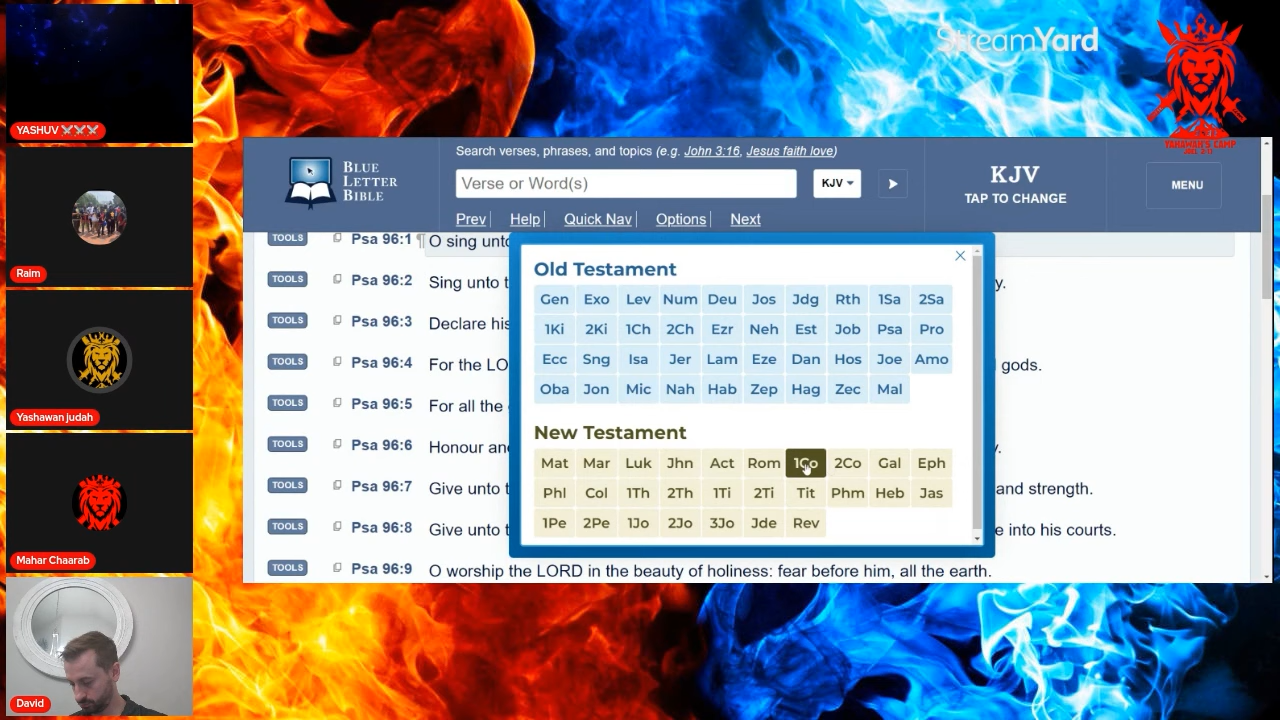 StreamYard
YAHAWAH'S CAMP
YASHUV
Raim
Yashawan judah
Mahar Chaarab
David
BLUE
LETTER
BIBLE
Search verses, phrases, and topics (e.g. John 3:16, Jesus faith love)
Verse or Word(s)
KJV
Prev Help Quick Nav Options Next
KJV
TAP TO CHANGE
MENU
TOOLS Psa 96:1 ¶ O sing unto
TOOLS Psa 96:2 Sing unto t y.
TOOLS Psa 96:3 Declare his
TOOLS Psa 96:4 For the LO gods.
TOOLS Psa 96:5 For all the
TOOLS Psa 96:6 Honour an y.
TOOLS Psa 96:7 Give unto t and strength.
TOOLS Psa 96:8 Give unto t e into his courts.
TOOLS Psa 96:9 O worship the LORD in the beauty of holiness: fear before him, all the earth.
Old Testament
Gen Exo Lev Num Deu Jos Jdg Rth 1Sa 2Sa
1Ki 2Ki 1Ch 2Ch Ezr Neh Est Job Psa Pro
Ecc Sng Isa Jer Lam Eze Dan Hos Joe Amo
Oba Jon Mic Nah Hab Zep Hag Zec Mal
New Testament
Mat Mar Luk Jhn Act Rom 1Co 2Co Gal Eph
Phl Col 1Th 2Th 1Ti 2Ti Tit Phm Heb Jas
1Pe 2Pe 1Jo 2Jo 3Jo Jde Rev